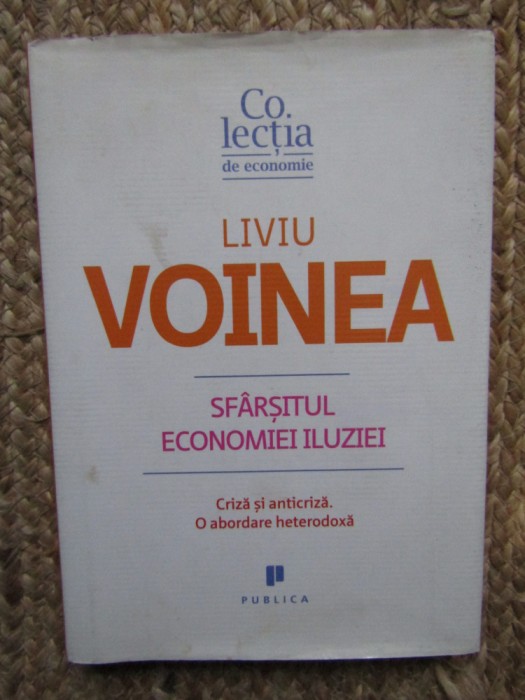 Co.
lecția
de economie
LIVIU
VOINEA
SFÂRȘITUL
ECONOMIEI ILUZIEI
Criză și anticriză.
O abordare heterodoxă
PUBLICA